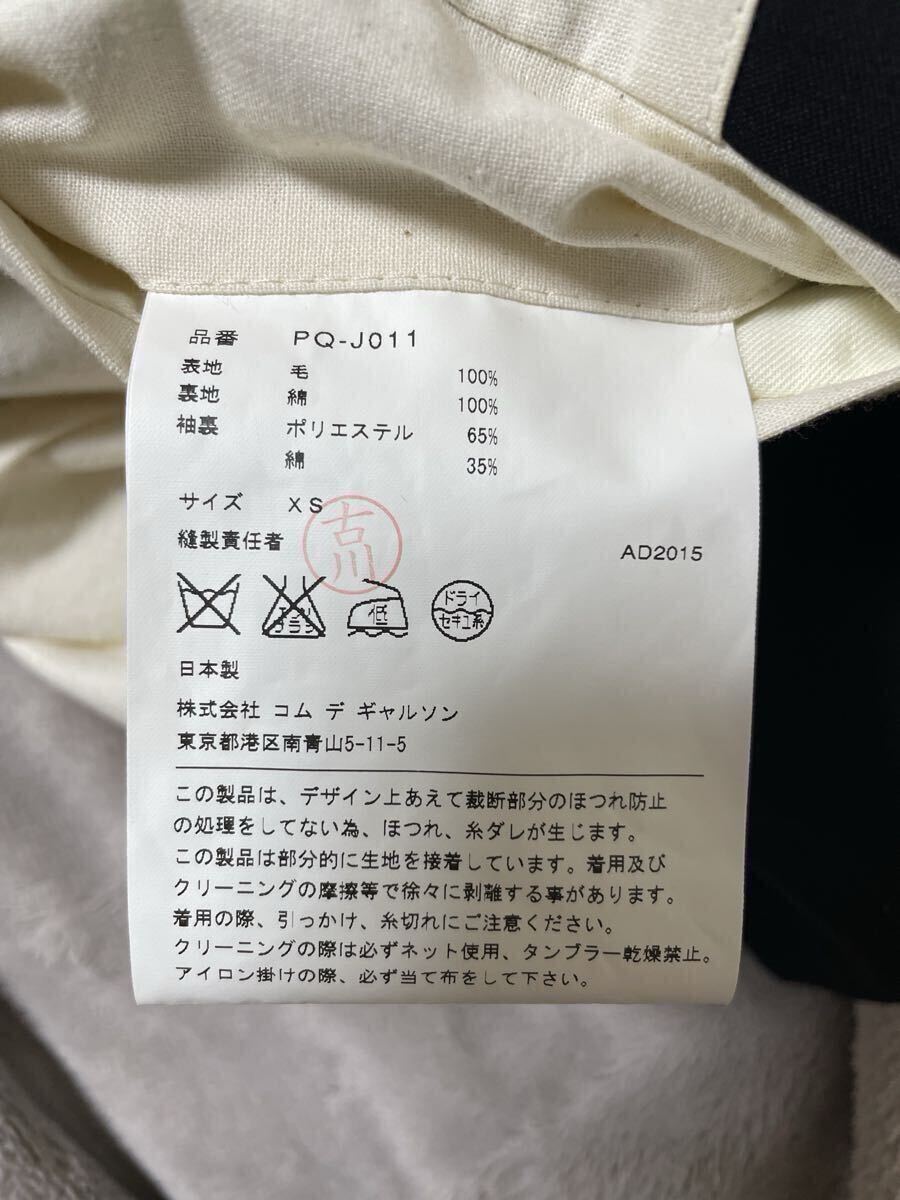 品番 PQ-J011
表地 毛 100%
裏地 綿 100%
袖裏 ポリエステル 65%
綿 35%
サイズ XS
縫製責任者 古川
AD2015
エンソサラシ
低
ドライ
セキユ系
日本製
株式会社 コム デ ギャルソン
東京都港区南青山5-11-5
この製品は、デザイン上あえて裁断部分のほつれ防止
の処理をしてない為、ほつれ、糸ダレが生じます。
この製品は部分的に生地を接着しています。着用及び
クリーニングの摩擦等で徐々に剥離する事があります。
着用の際、引っかけ、糸切れにご注意ください。
クリーニングの際は必ずネット使用、タンブラー乾燥禁止。
アイロン掛けの際、必ず当て布をして下さい。